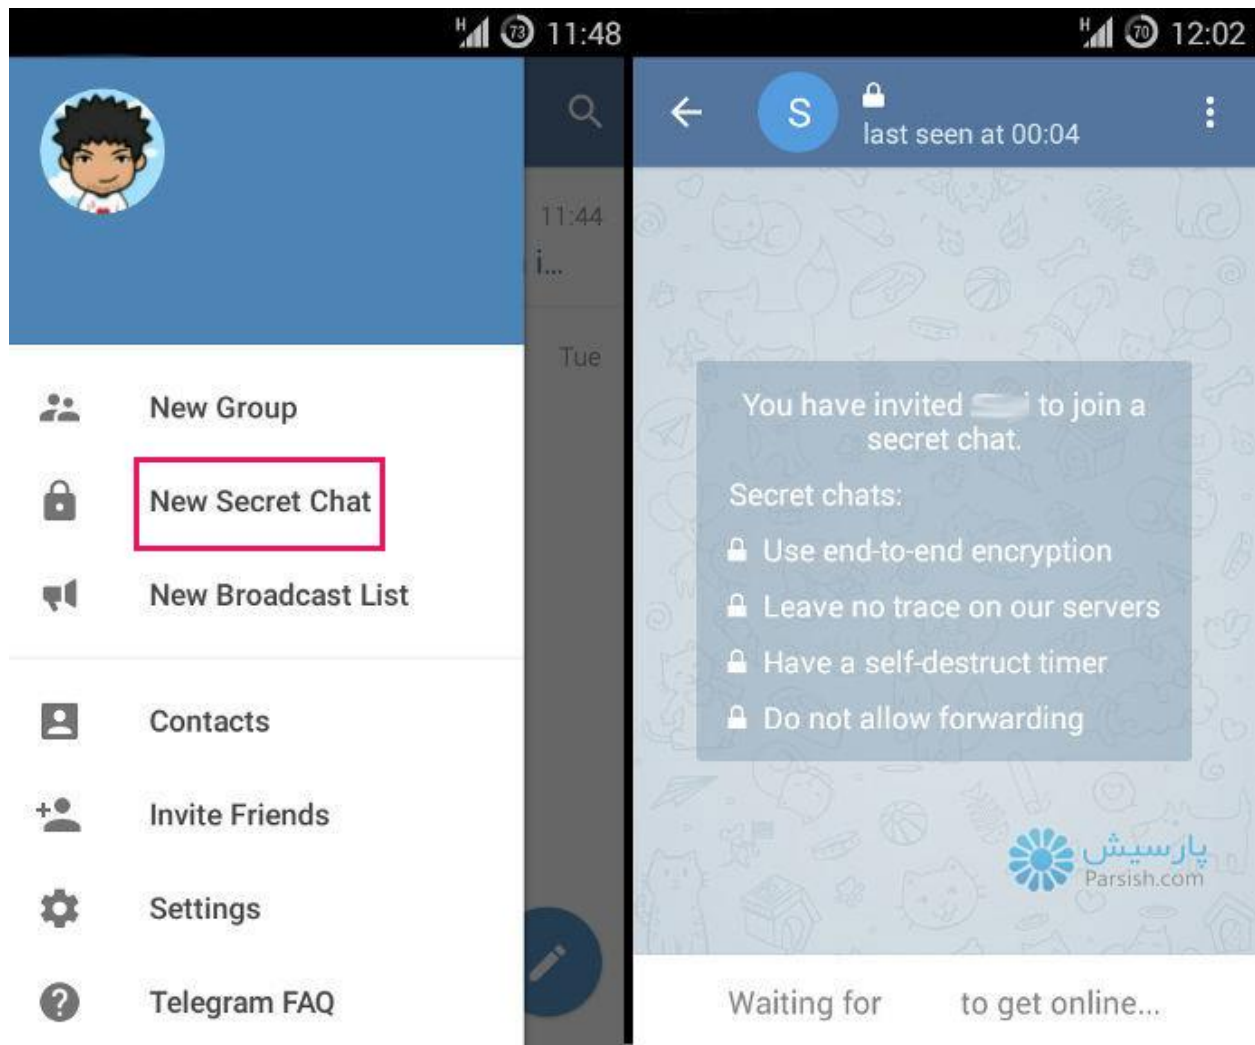 H 73 11:48
11:44
i...
Tue
New Group
New Secret Chat
New Broadcast List
Contacts
Invite Friends
Settings
Telegram FAQ
H 70 12:02
S
last seen at 00:04
You have invited to join a
secret chat.
Secret chats:
Use end-to-end encryption
Leave no trace on our servers
Have a self-destruct timer
Do not allow forwarding
پارسیش
Parsish.com
Waiting for to get online...